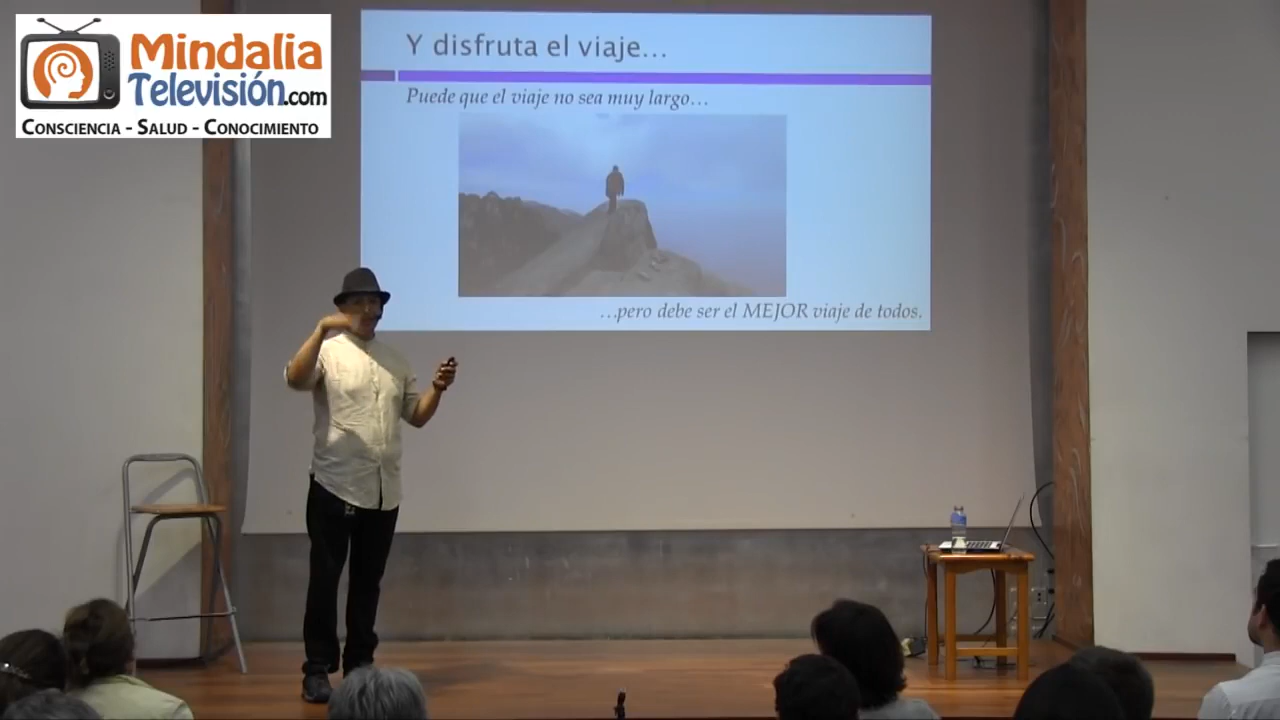 Mindalia
Televisión.com
Consciencia - Salud - Conocimiento
Y disfruta el viaje...
Puede que el viaje no sea muy largo...
...pero debe ser el MEJOR viaje de todos.